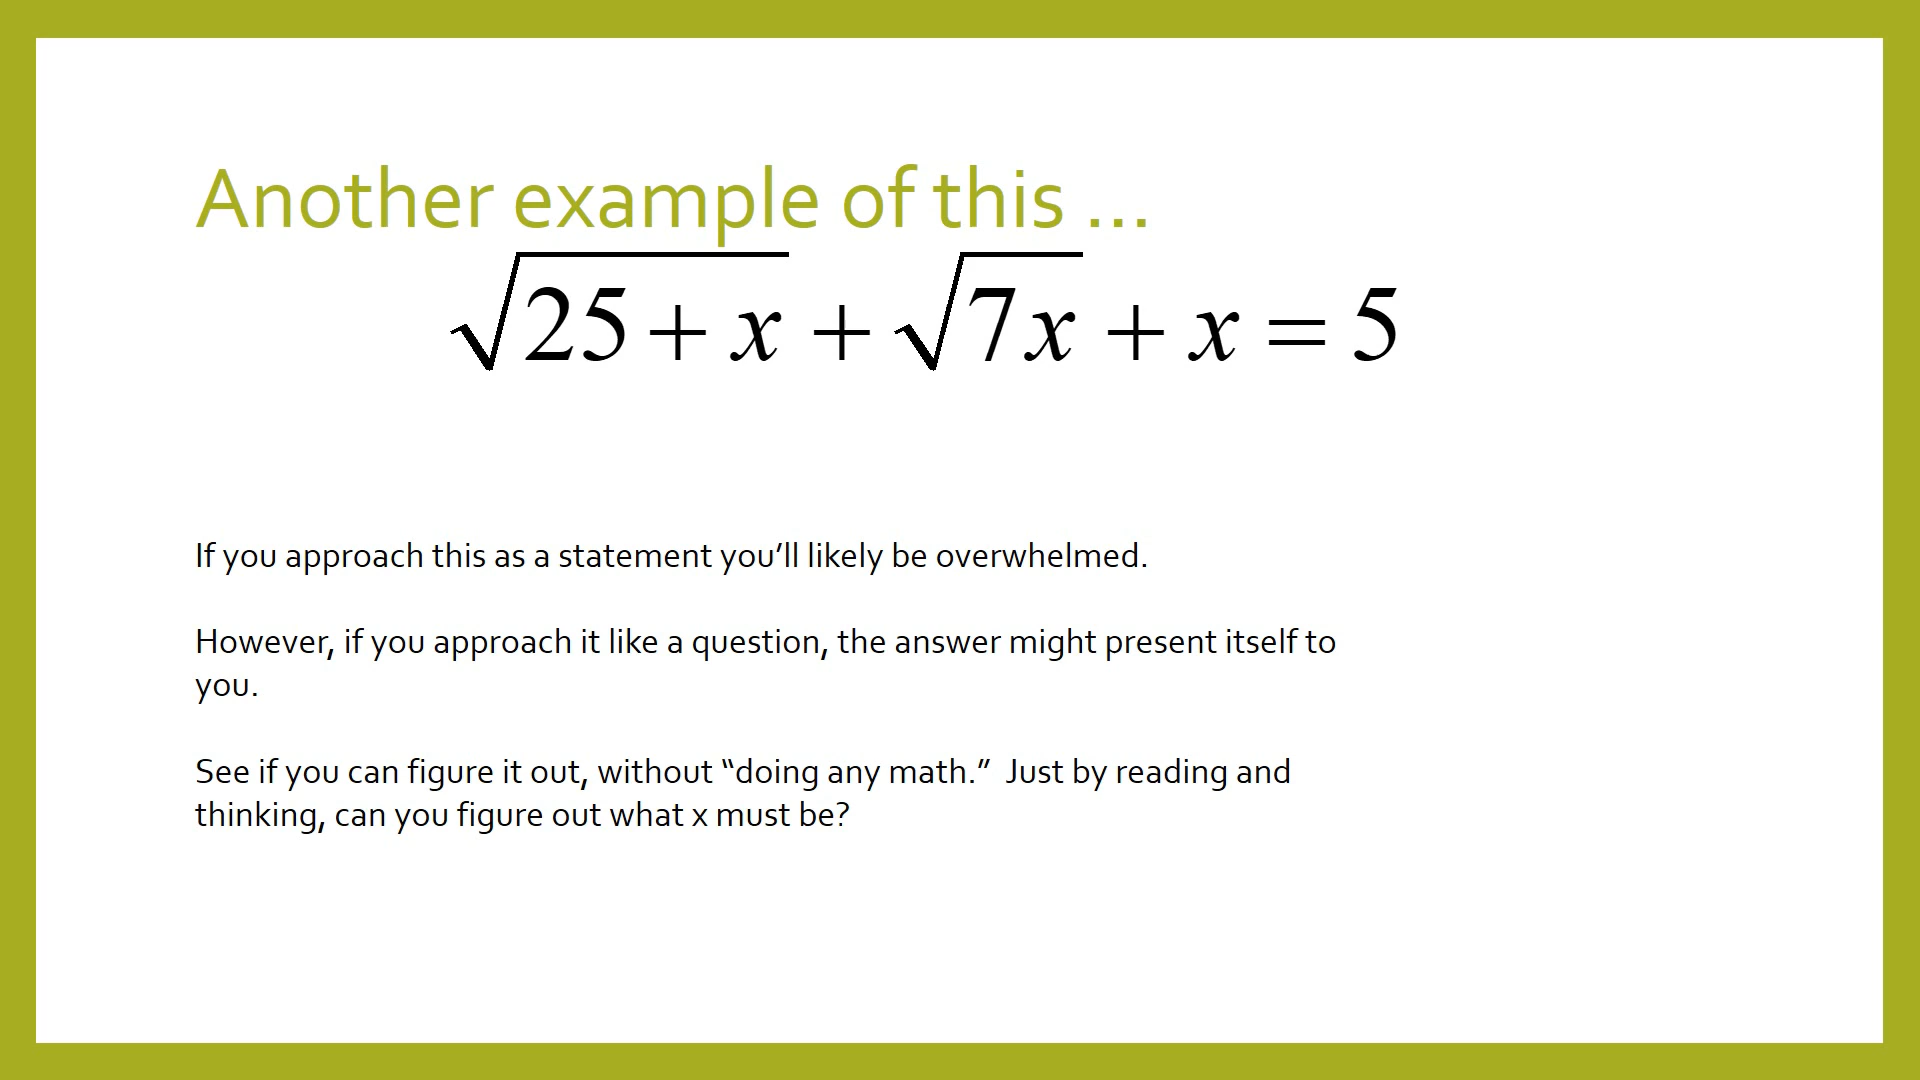 Another example of this …
√25 + x + √7x + x = 5
If you approach this as a statement you’ll likely be overwhelmed.
However, if you approach it like a question, the answer might present itself to
you.
See if you can figure it out, without “doing any math.”  Just by reading and
thinking, can you figure out what x must be?